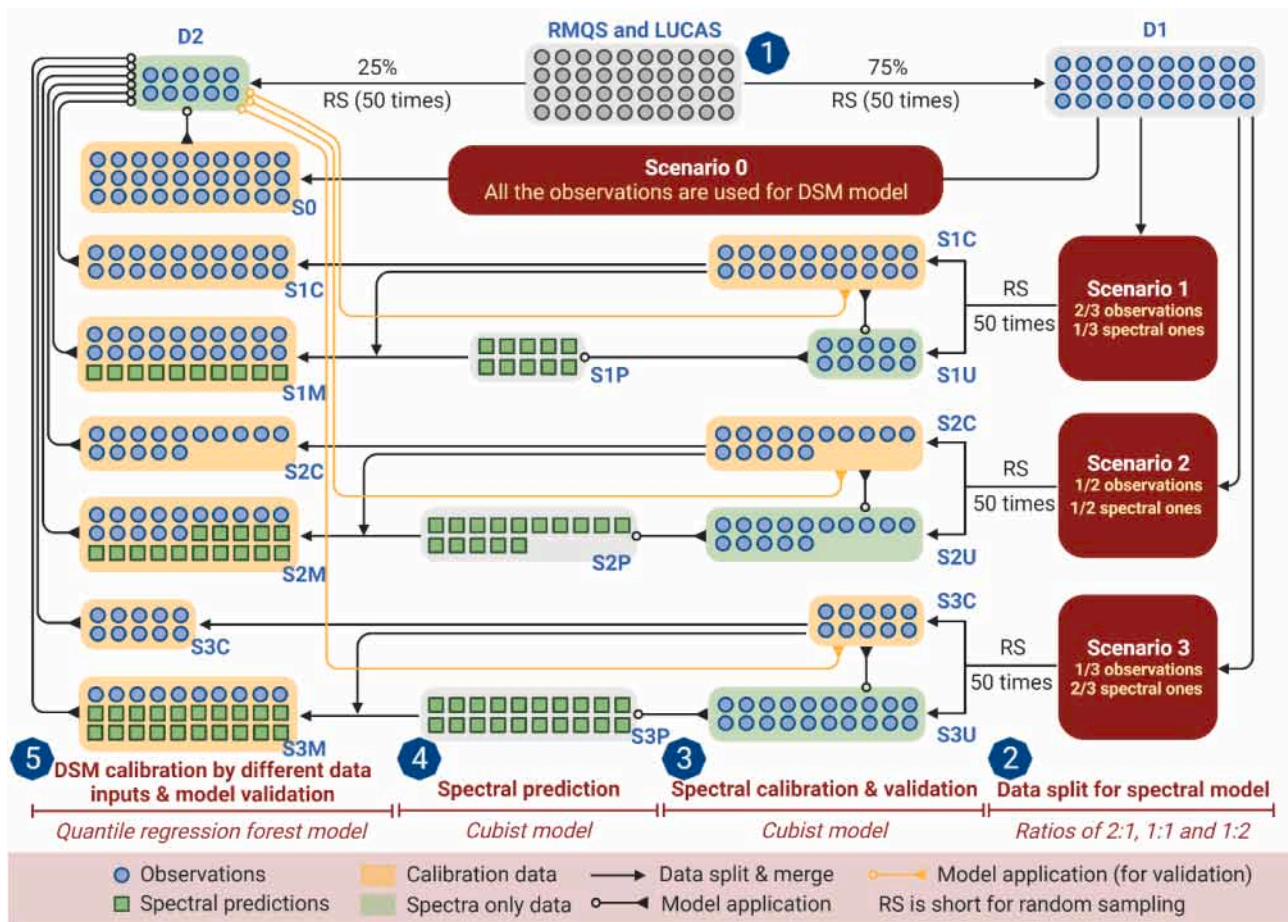 D2
RMQS and LUCAS
1
D1
25%
RS (50 times)
75%
RS (50 times)
Scenario 0
All the observations are used for DSM model
S0
S1C
S1C
RS
50 times
Scenario 1
2/3 observations
1/3 spectral ones
S1M
S1P
S1U
S2C
S2C
RS
50 times
Scenario 2
1/2 observations
1/2 spectral ones
S2M
S2P
S2U
S3C
S3C
RS
50 times
Scenario 3
1/3 observations
2/3 spectral ones
S3M
S3P
S3U
5
DSM calibration by different data
inputs & model validation
Quantile regression forest model
4
Spectral prediction
Cubist model
3
Spectral calibration & validation
Cubist model
2
Data split for spectral model
Ratios of 2:1, 1:1 and 1:2
Observations
Calibration data
Data split & merge
Model application (for validation)
Spectral predictions
Spectra only data
Model application
RS is short for random sampling